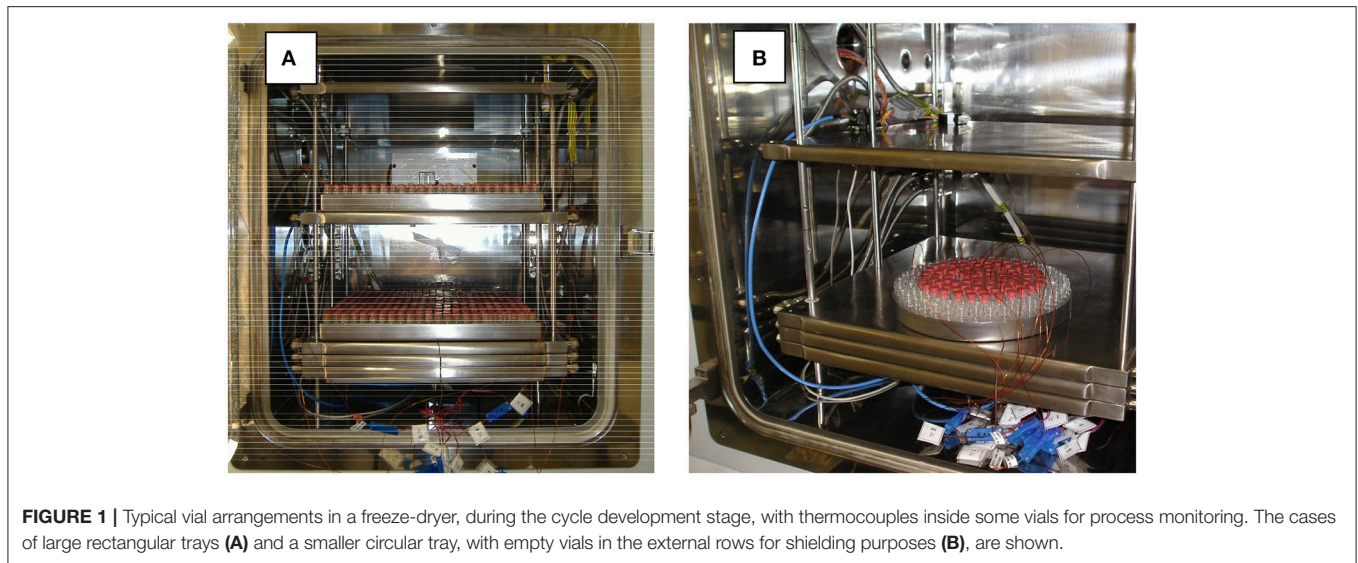 A
B
FIGURE 1 | Typical vial arrangements in a freeze-dryer, during the cycle development stage, with thermocouples inside some vials for process monitoring. The cases
of large rectangular trays (A) and a smaller circular tray, with empty vials in the external rows for shielding purposes (B), are shown.